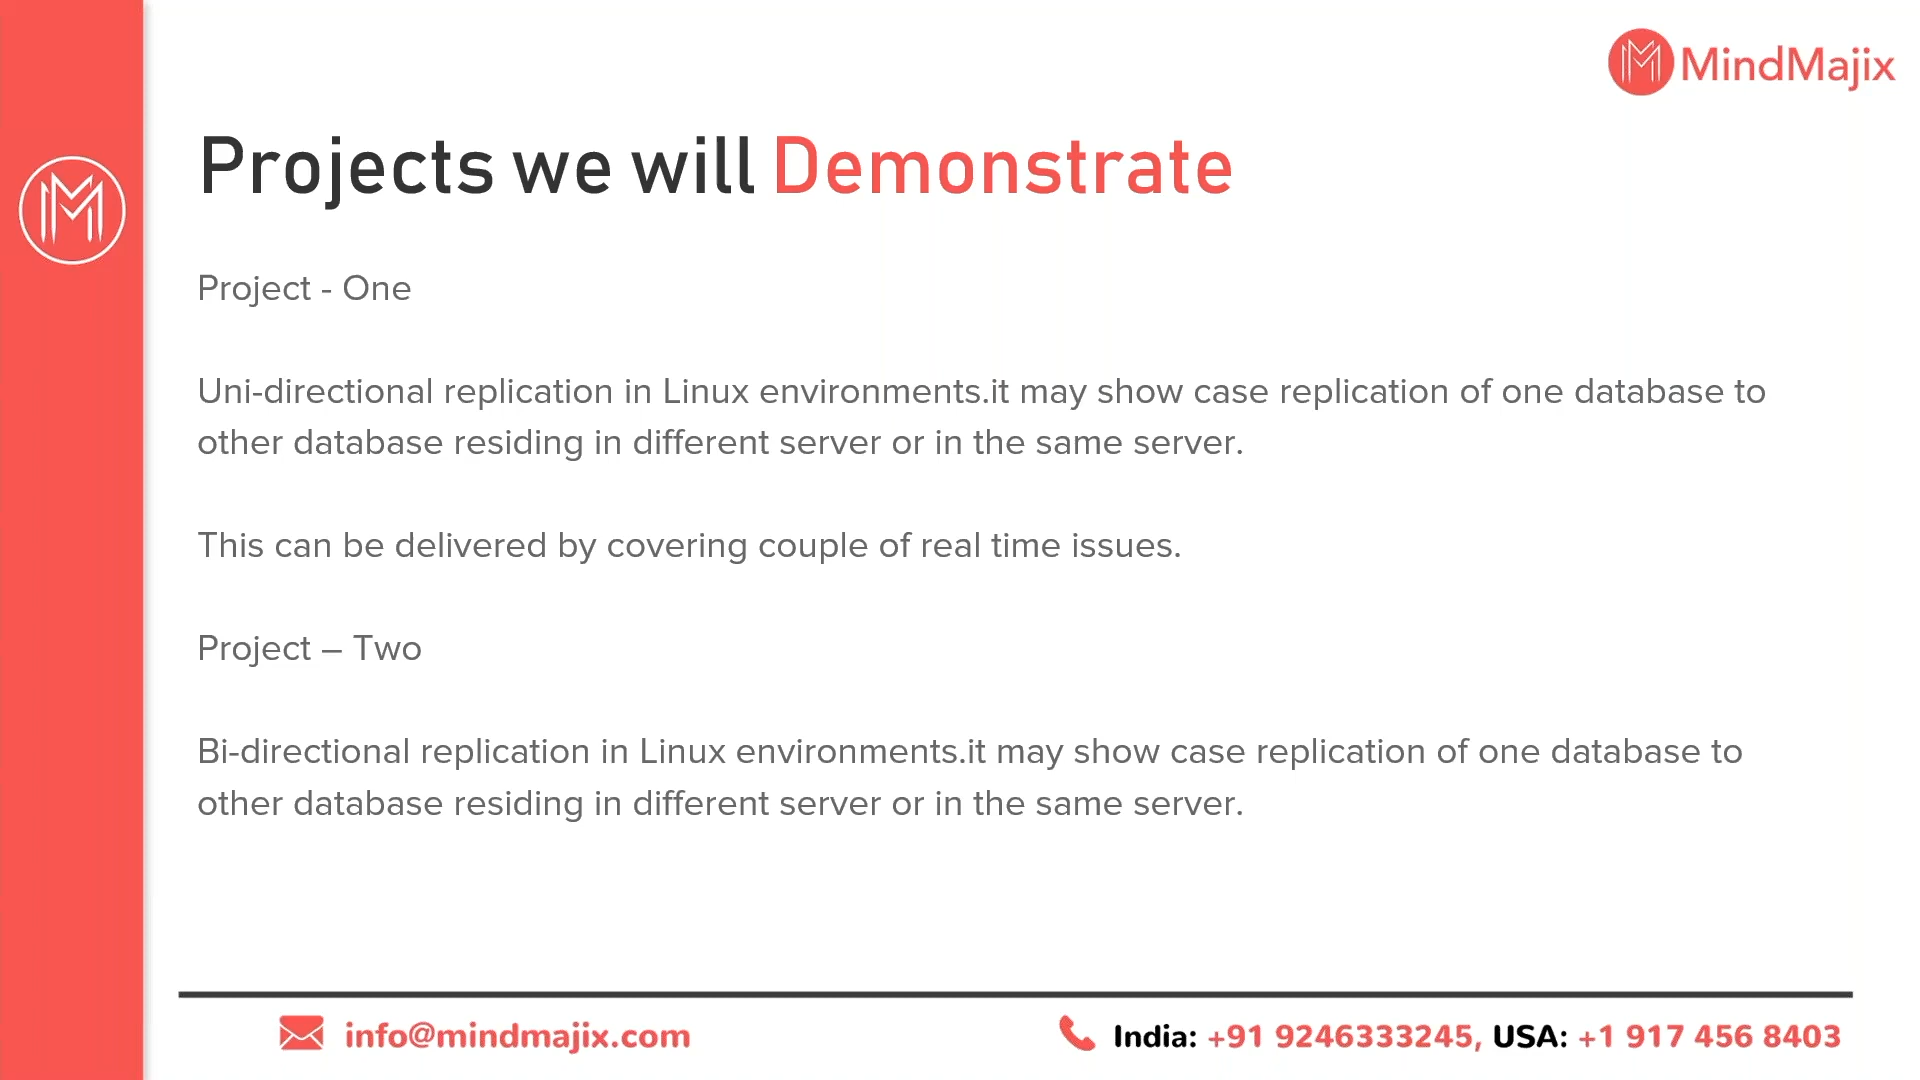 MindMajix
Projects we will Demonstrate
Project - One
Uni-directional replication in Linux environments.it may show case replication of one database to
other database residing in different server or in the same server.
This can be delivered by covering couple of real time issues.
Project – Two
Bi-directional replication in Linux environments.it may show case replication of one database to
other database residing in different server or in the same server.
info@mindmajix.com
India: +91 9246333245, USA: +1 917 456 8403